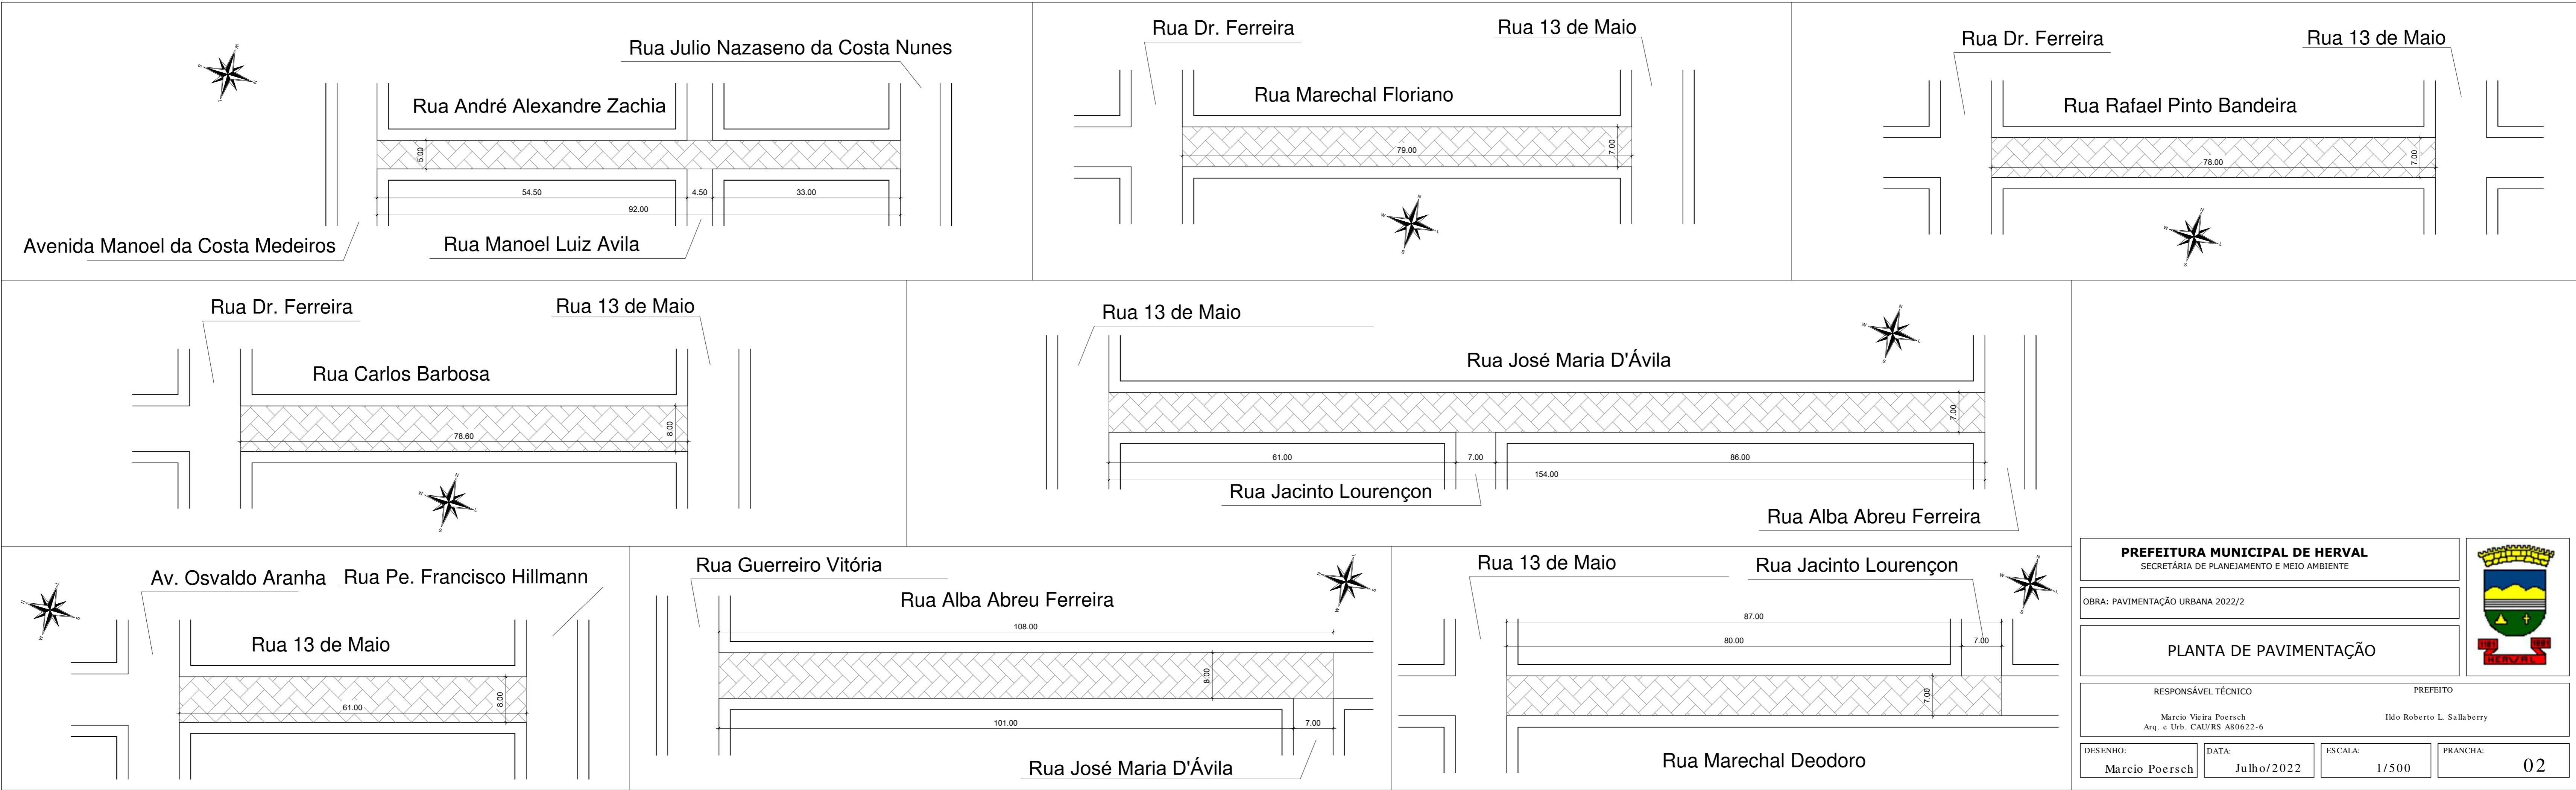 Rua Julio Nazaseno da Costa Nunes
Rua André Alexandre Zachia
5.00
54.50
4.50
33.00
92.00
Avenida Manoel da Costa Medeiros
Rua Manoel Luiz Avila
Rua Dr. Ferreira
Rua 13 de Maio
Rua Marechal Floriano
79.00
7.00
N
W
L
S
Rua Dr. Ferreira
Rua 13 de Maio
Rua Rafael Pinto Bandeira
78.00
7.00
N
W
L
S
Rua Dr. Ferreira
Rua 13 de Maio
Rua Carlos Barbosa
78.60
8.00
N
W
L
S
Rua 13 de Maio
N
W
L
S
Rua José Maria D'Ávila
7.00
61.00
7.00
86.00
154.00
Rua Jacinto Lourençon
Rua Alba Abreu Ferreira
Av. Osvaldo Aranha
Rua Pe. Francisco Hillmann
Rua 13 de Maio
61.00
8.00
Rua Guerreiro Vitória
Rua Alba Abreu Ferreira
108.00
8.00
101.00
7.00
Rua José Maria D'Ávila
Rua 13 de Maio
Rua Jacinto Lourençon
N
W
L
S
87.00
80.00
7.00
7.00
Rua Marechal Deodoro
PREFEITURA MUNICIPAL DE HERVAL
SECRETÁRIA DE PLANEJAMENTO E MEIO AMBIENTE
OBRA: PAVIMENTAÇÃO URBANA 2022/2
PLANTA DE PAVIMENTAÇÃO
HERVAL
RESPONSÁVEL TÉCNICO
PREFEITO
Marcio Vieira Poersch
Arq. e Urb. CAU/RS A80622-6
Ildo Roberto L. Sallaberry
DESENHO:
Marcio Poersch
DATA:
Julho/2022
ESCALA:
1/500
PRANCHA:
02